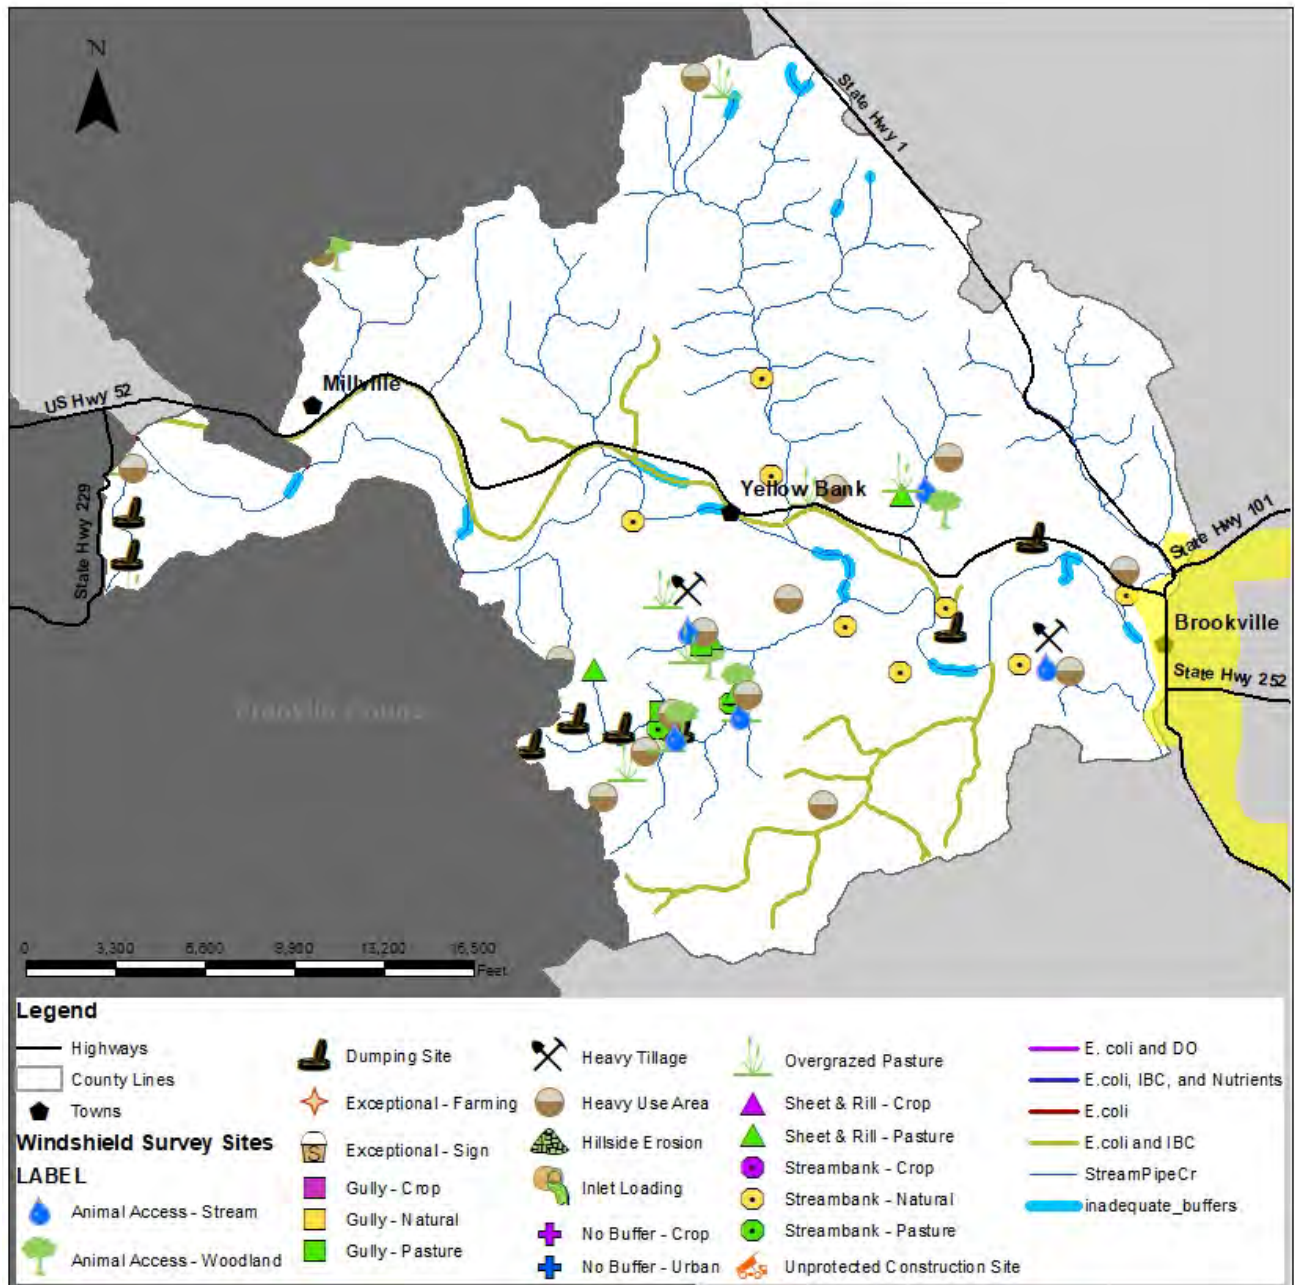 N
State Hwy 1
Millville
US Hwy 52
Yellow Bank
State Hwy 229
State Hwy 101
Brookville
State Hwy 252
Franklin County
0 3,300 6,600 9,900 13,200 16,500
Feet
Legend
Highways
County Lines
Towns
Windshield Survey Sites
LABEL
Animal Access - Stream
Animal Access - Woodland
Dumping Site
Exceptional - Farming
Exceptional - Sign
S
Gully - Crop
Gully - Natural
Gully - Pasture
Heavy Tillage
Heavy Use Area
Hillside Erosion
Inlet Loading
No Buffer - Crop
No Buffer - Urban
Overgrazed Pasture
Sheet & Rill - Crop
Sheet & Rill - Pasture
Streambank - Crop
Streambank - Natural
Streambank - Pasture
Unprotected Construction Site
E. coli and DO
E.coli, IBC, and Nutrients
E.coli
E.coli and IBC
StreamPipeCr
inadequate_buffers